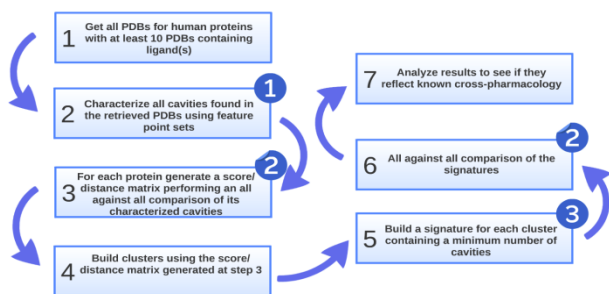 1
Get all PDBs for human proteins
with at least 10 PDBs containing
ligand(s)
1
2
Characterize all cavities found in
the retrieved PDBs using feature
point sets
2
3
For each protein generate a score/
distance matrix performing an all
against all comparison of its
characterized cavities
4
Build clusters using the score/
distance matrix generated at step 3
3
5
Build a signature for each cluster
containing a minimum number of
cavities
2
6
All against all comparison of the
signatures
7
Analyze results to see if they
reflect known cross-pharmacology